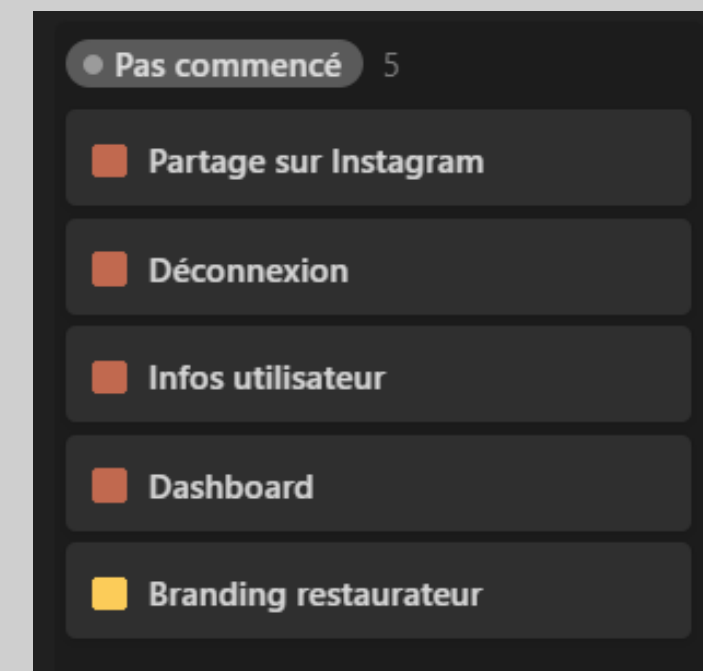 Pas commencé 5
Partage sur Instagram
Déconnexion
Infos utilisateur
Dashboard
Branding restaurateur